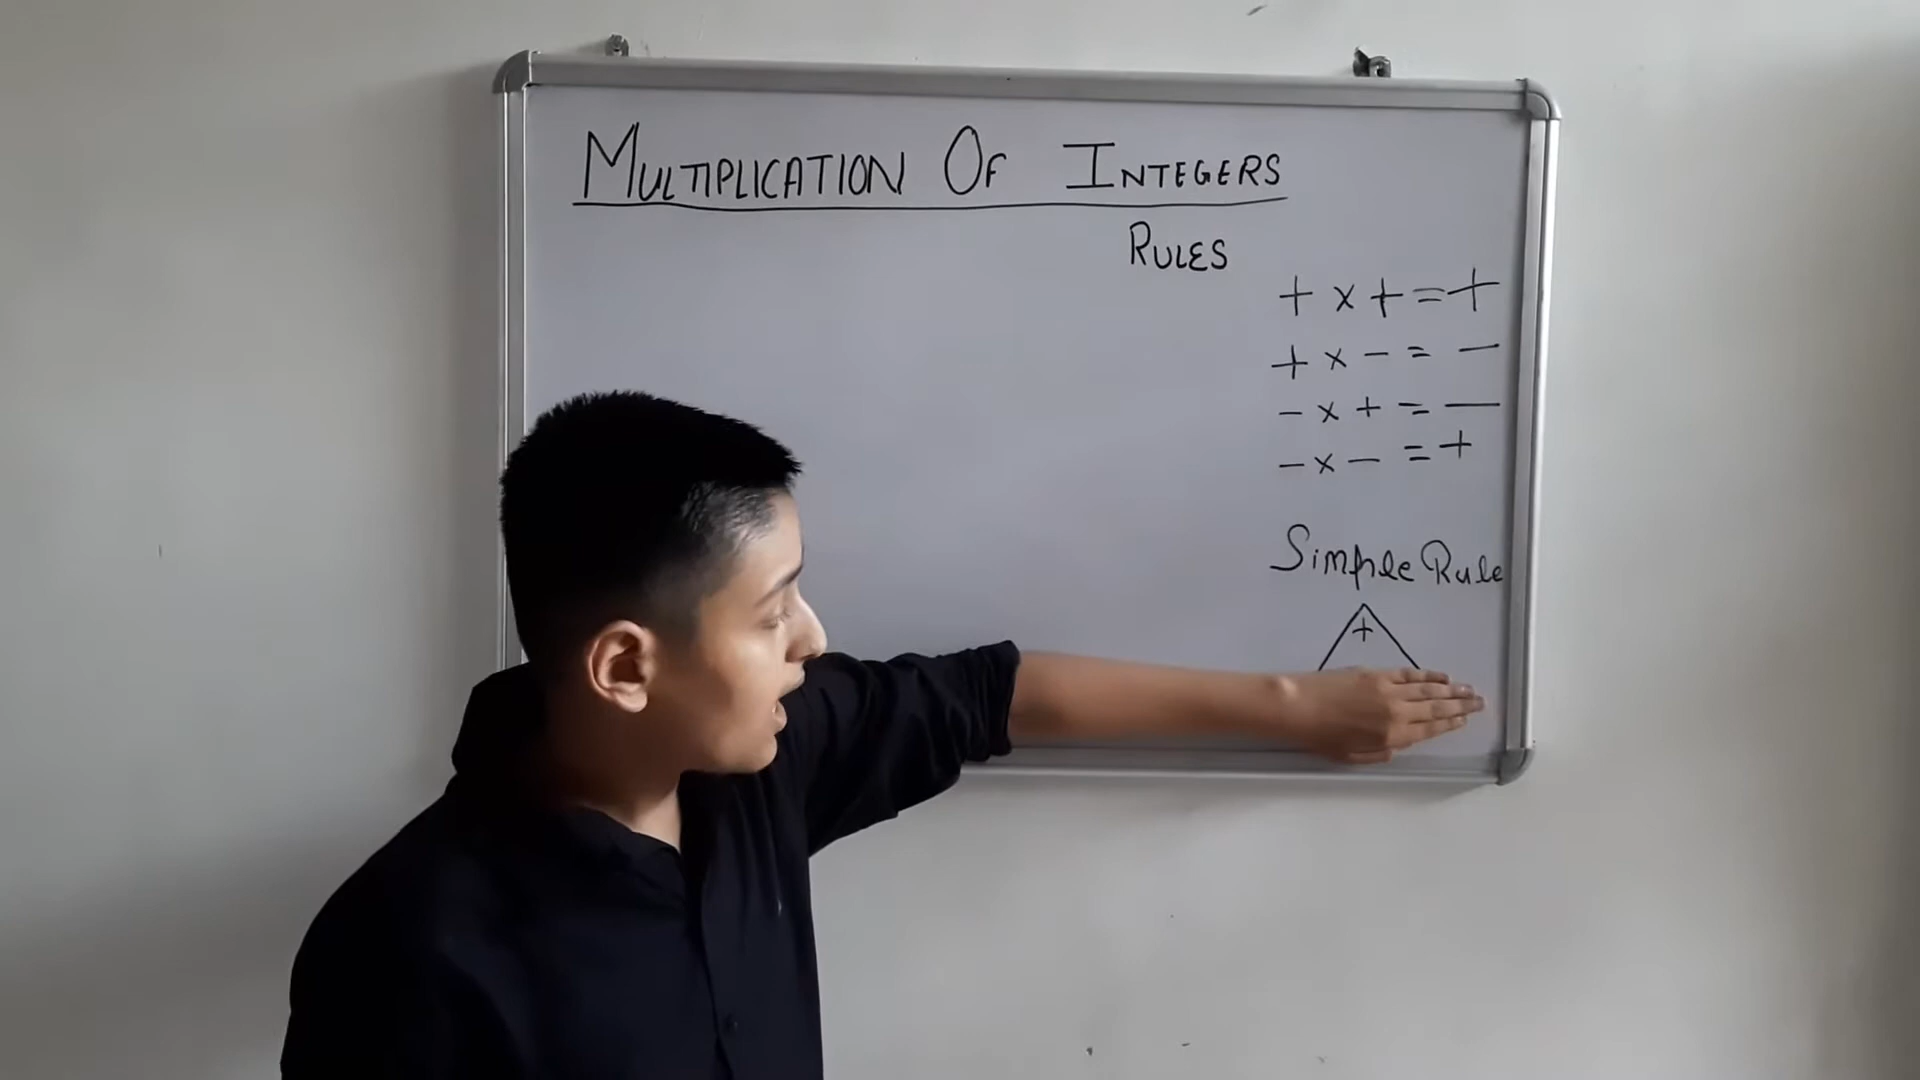 MULTIPLICATION OF INTEGERS
RULES
+ × + = +
+ × - = -
- × + = -
- × - = +
Simple Rule
+